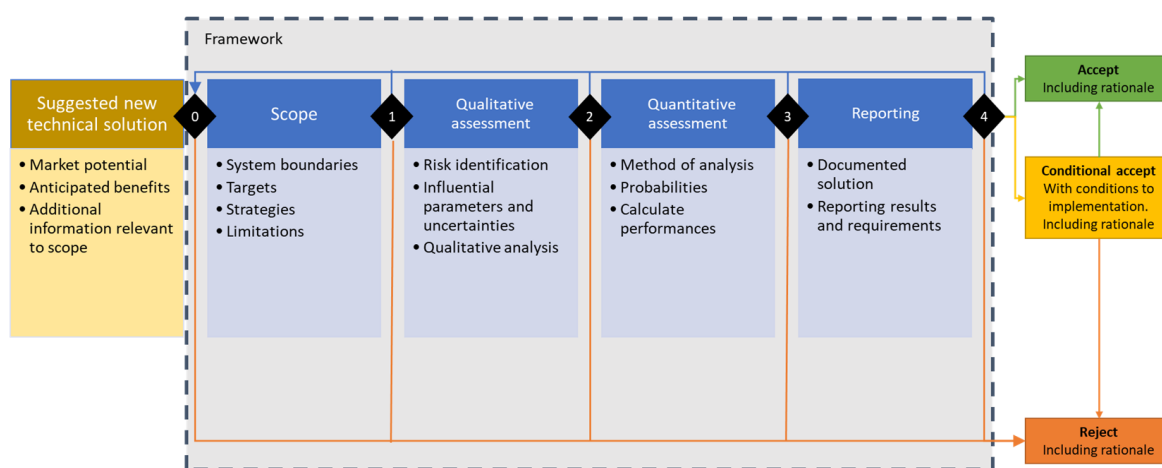 Framework
Suggested new
technical solution
• Market potential
• Anticipated benefits
• Additional
information relevant
to scope
0
Scope
• System boundaries
• Targets
• Strategies
• Limitations
1
Qualitative
assessment
• Risk identification
• Influential
parameters and
uncertainties
• Qualitative analysis
2
Quantitative
assessment
• Method of analysis
• Probabilities
• Calculate
performances
3
Reporting
• Documented
solution
• Reporting results
and requirements
4
Accept
Including rationale
Conditional accept
With conditions to
implementation.
Including rationale
Reject
Including rationale